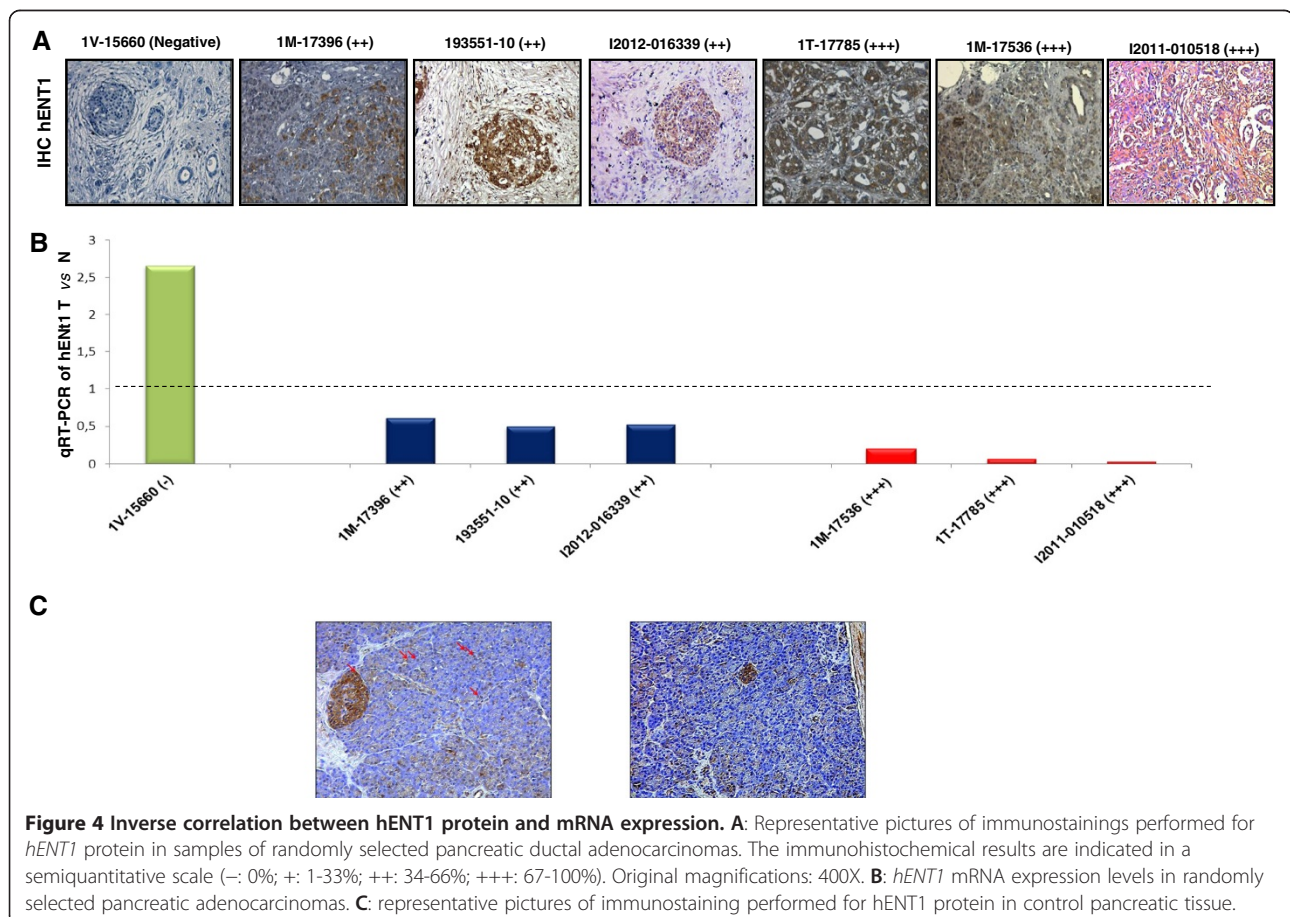 A
1V-15660 (Negative) 1M-17396 (++) 193551-10 (++) I2012-016339 (++) 1T-17785 (+++) 1M-17536 (+++) I2011-010518 (+++)
IHC hENT1
B
qRT-PCR of hENt1 T vs N
3
2,5
2
1,5
1
0,5
0
1V-15660 (-)
1M-17396 (++)
193551-10 (++)
I2012-016339 (++)
1M-17536 (+++)
1T-17785 (+++)
I2011-010518 (+++)
C
Figure 4 Inverse correlation between hENT1 protein and mRNA expression. A: Representative pictures of immunostainings performed for
hENT1 protein in samples of randomly selected pancreatic ductal adenocarcinomas. The immunohistochemical results are indicated in a
semiquantitative scale (−: 0%; +: 1-33%; ++: 34-66%; +++: 67-100%). Original magnifications: 400X. B: hENT1 mRNA expression levels in randomly
selected pancreatic adenocarcinomas. C: representative pictures of immunostaining performed for hENT1 protein in control pancreatic tissue.